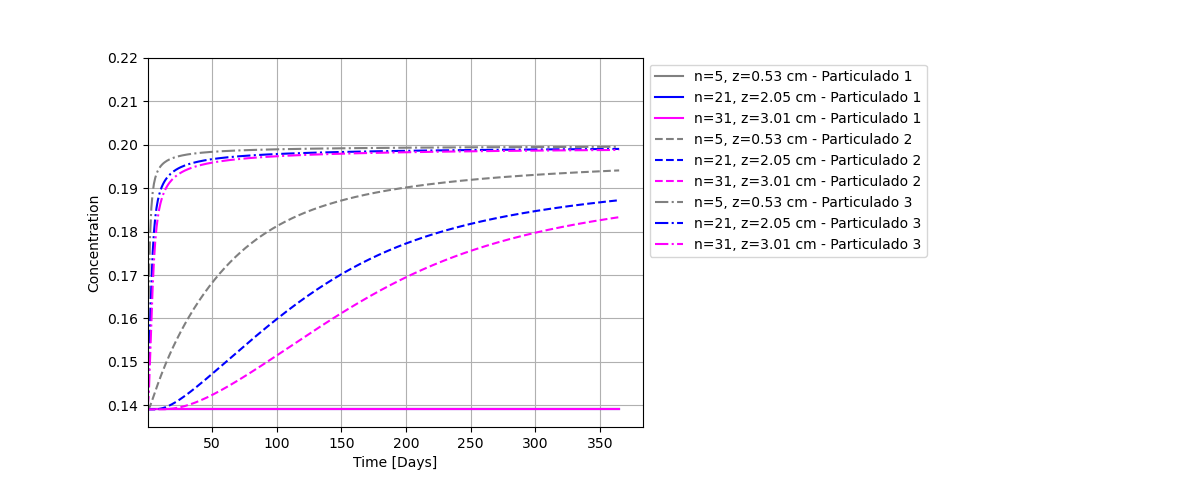 0.22
0.21
0.20
0.19
0.18
0.17
0.16
0.15
0.14
Concentration
50 100 150 200 250 300 350
Time [Days]
n=5, z=0.53 cm - Particulado 1
n=21, z=2.05 cm - Particulado 1
n=31, z=3.01 cm - Particulado 1
n=5, z=0.53 cm - Particulado 2
n=21, z=2.05 cm - Particulado 2
n=31, z=3.01 cm - Particulado 2
n=5, z=0.53 cm - Particulado 3
n=21, z=2.05 cm - Particulado 3
n=31, z=3.01 cm - Particulado 3